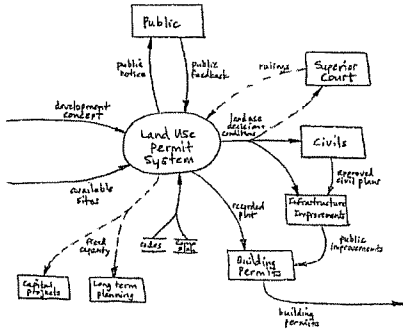 Public
public
notice
public
feedback
rulings
Superior
Court
development
concept
Land Use
Permit
System
land use
decisions
conditions
Civils
available
sites
approved
civil plans
Infrastructure
Improvements
recorded
plat
fixed
capacity
codes
comp
plan
public
improvements
Capital
projects
Long term
planning
Building
Permits
building
permits